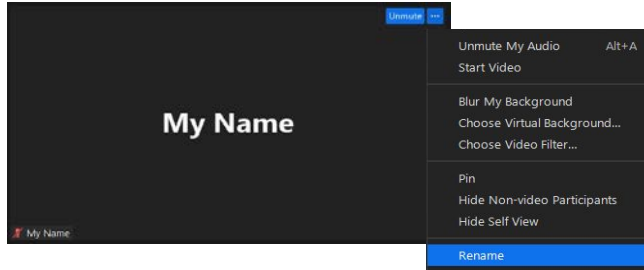 Unmute ...
My Name
My Name
Unmute My Audio Alt+A
Start Video
Blur My Background
Choose Virtual Background...
Choose Video Filter...
Pin
Hide Non-video Participants
Hide Self View
Rename